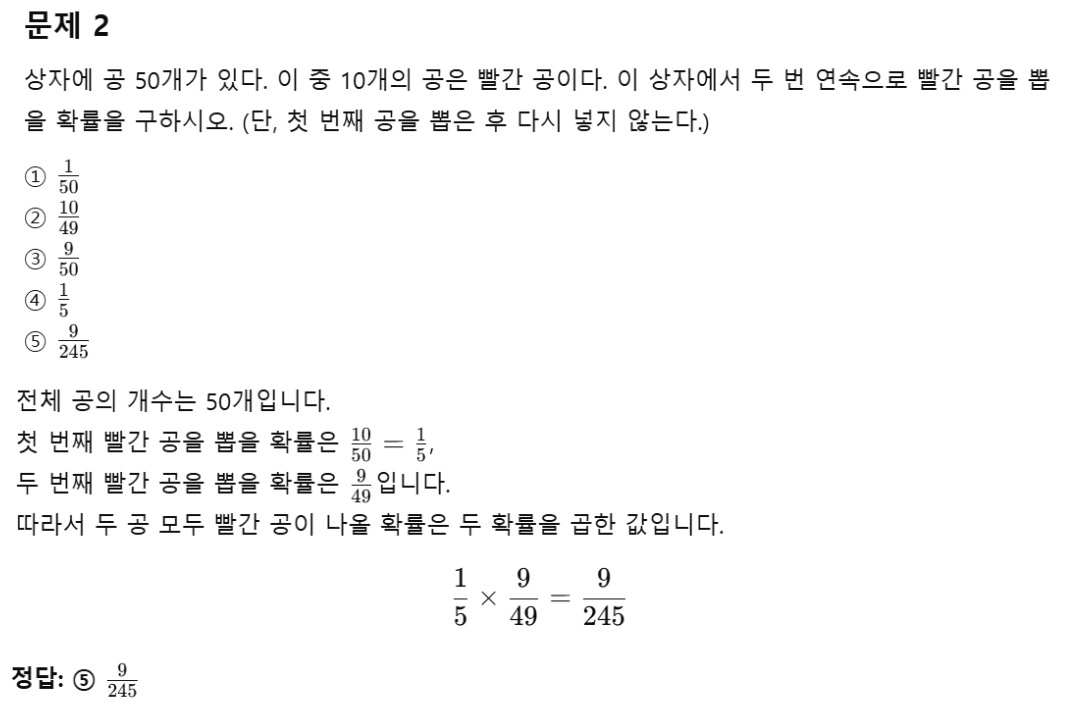 문제 2
상자에 공 50개가 있다. 이 중 10개의 공은 빨간 공이다. 이 상자에서 두 번 연속으로 빨간 공을 뽑
을 확률을 구하시오. (단, 첫 번째 공을 뽑은 후 다시 넣지 않는다.)
① 1/50
② 10/49
③ 9/50
④ 1/5
⑤ 9/245
전체 공의 개수는 50개입니다.
첫 번째 빨간 공을 뽑을 확률은 10/50 = 1/5,
두 번째 빨간 공을 뽑을 확률은 9/49입니다.
따라서 두 공 모두 빨간 공이 나올 확률은 두 확률을 곱한 값입니다.
1/5 × 9/49 = 9/245
정답: ⑤ 9/245